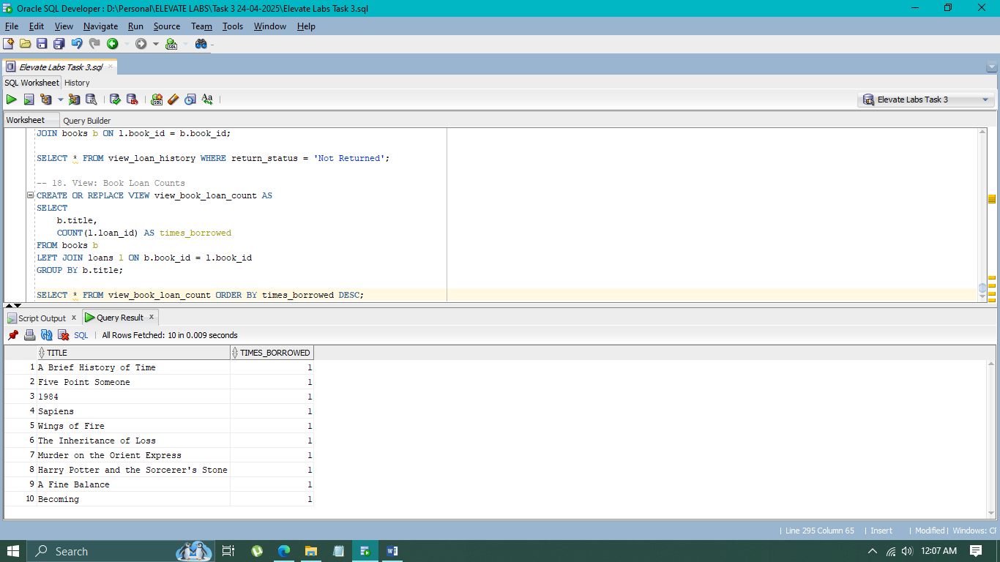 Oracle SQL Developer : D:\Personal\ELEVATE LABS\Task 3 24-04-2025\Elevate Labs Task 3.sql
File Edit View Navigate Run Source Team Tools Window Help
Elevate Labs Task 3.sql
SQL Worksheet History
Elevate Labs Task 3
Worksheet Query Builder
JOIN books b ON l.book_id = b.book_id;
SELECT * FROM view_loan_history WHERE return_status = 'Not Returned';
-- 18. View: Book Loan Counts
CREATE OR REPLACE VIEW view_book_loan_count AS
SELECT
b.title,
COUNT(l.loan_id) AS times_borrowed
FROM books b
LEFT JOIN loans l ON b.book_id = l.book_id
GROUP BY b.title;
SELECT * FROM view_book_loan_count ORDER BY times_borrowed DESC;
Script Output x Query Result x
SQL | All Rows Fetched: 10 in 0.009 seconds
TITLE TIMES_BORROWED
1 A Brief History of Time 1
2 Five Point Someone 1
3 1984 1
4 Sapiens 1
5 Wings of Fire 1
6 The Inheritance of Loss 1
7 Murder on the Orient Express 1
8 Harry Potter and the Sorcerer's Stone 1
9 A Fine Balance 1
10 Becoming 1
| Line 295 Column 65 | Insert | Modified | Windows: CF
Search 12:07 AM